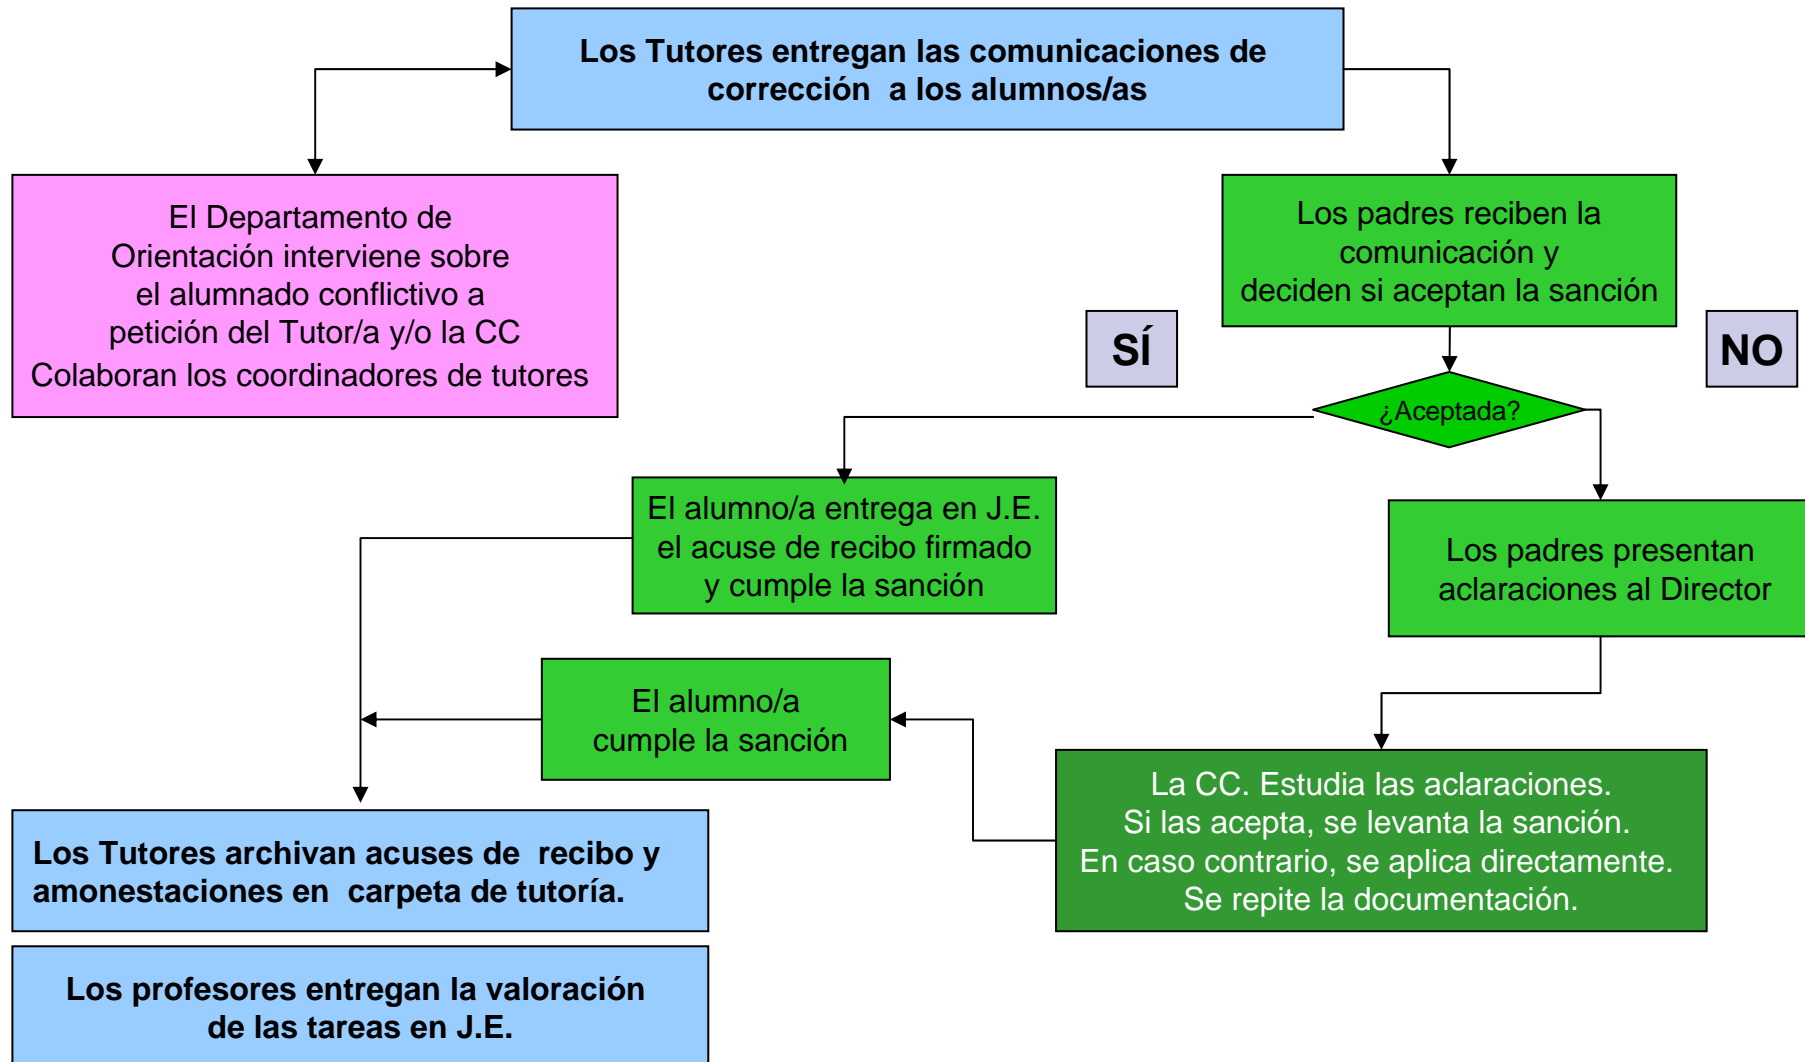 Los Tutores entregan las comunicaciones de
corrección a los alumnos/as
El Departamento de
Orientación interviene sobre
el alumnado conflictivo a
petición del Tutor/a y/o la CC
Colaboran los coordinadores de tutores
Los padres reciben la
comunicación y
deciden si aceptan la sanción
SÍ
NO
¿Aceptada?
El alumno/a entrega en J.E.
el acuse de recibo firmado
y cumple la sanción
Los padres presentan
aclaraciones al Director
El alumno/a
cumple la sanción
La CC. Estudia las aclaraciones.
Si las acepta, se levanta la sanción.
En caso contrario, se aplica directamente.
Se repite la documentación.
Los Tutores archivan acuses de recibo y
amonestaciones en carpeta de tutoría.
Los profesores entregan la valoración
de las tareas en J.E.